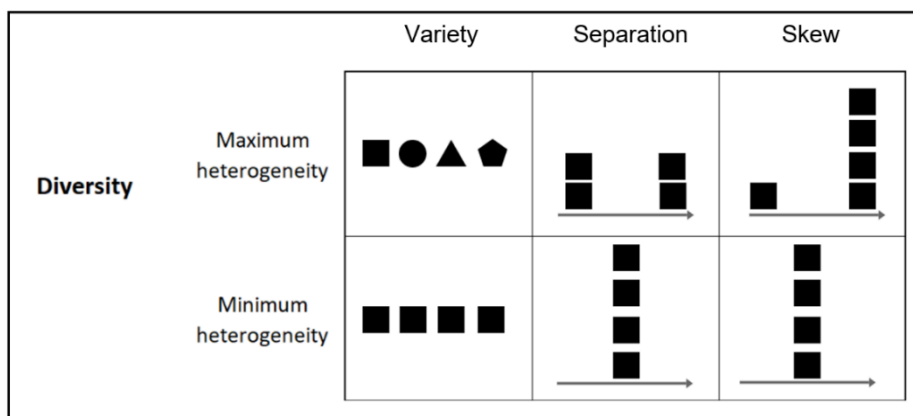 Variety Separation Skew
Maximum
heterogeneity
Diversity
Minimum
heterogeneity